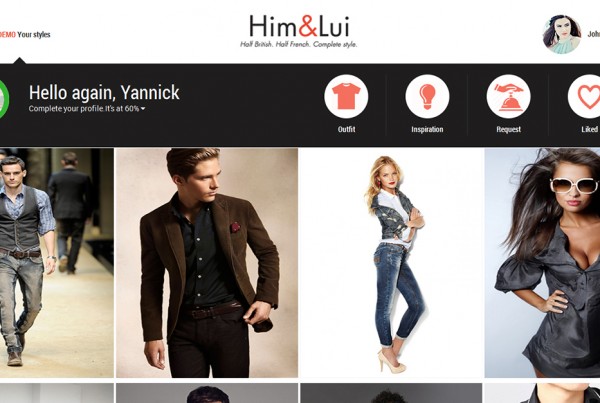 Him&Lui
Half British. Half French. Complete style.
DEMO Your styles
John
Hello again, Yannick
Complete your profile.It's at 60%
Outfit
Inspiration
Request
Liked